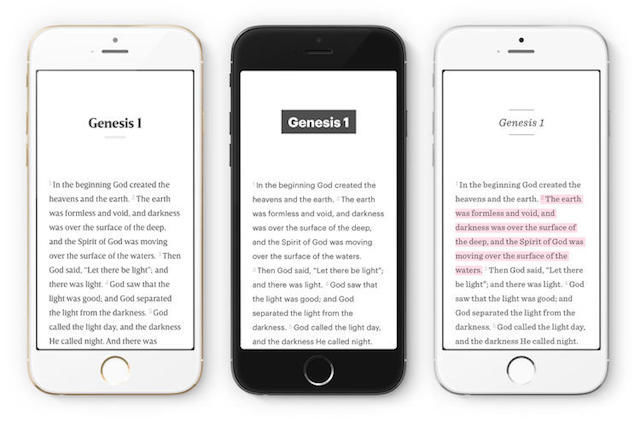 Genesis 1
1 In the beginning God created the
heavens and the earth. 2 The earth
was formless and void, and darkness
was over the surface of the deep,
and the Spirit of God was moving
over the surface of the waters. 3 Then
God said, “Let there be light”; and
there was light. 4 God saw that the
light was good; and God separated
the light from the darkness. 5 God
called the light day, and the darkness
He called night. And there was
Genesis 1
1 In the beginning God created the
heavens and the earth. 2 The earth
was formless and void, and darkness
was over the surface of the deep,
and the Spirit of God was moving
over the surface of the waters.
3 Then God said, “Let there be light”;
and there was light. 4 God saw that
the light was good; and God
separated the light from the
darkness. 5 God called the light day,
and the darkness He called night.
Genesis 1
1 In the beginning God created the
heavens and the earth. 2 The earth
was formless and void, and
darkness was over the surface of
the deep, and the Spirit of God was
moving over the surface of the
waters. 3 Then God said, “Let there
be light”; and there was light. 4 God
saw that the light was good; and
God separated the light from the
darkness. 5 God called the light day,
and the darkness He called night.